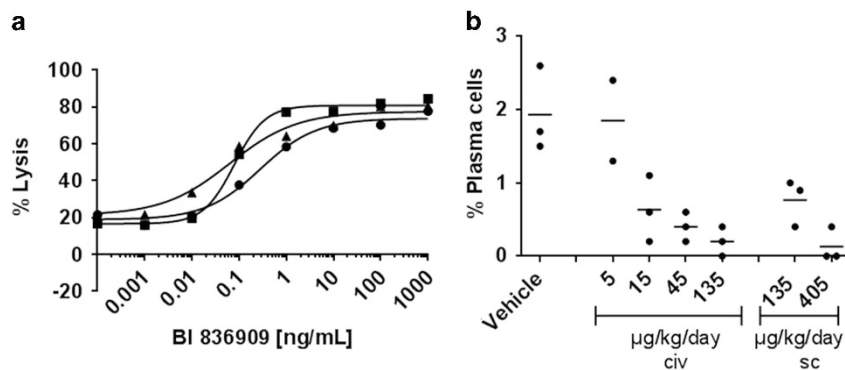 a
100
80
60
40
20
0
-20
% Lysis
0.001 0.01 0.1 1 10 100 1000
BI 836909 [ng/mL]
b
3
2
1
0
% Plasma cells
Vehicle 5 15 45 135 135 405
µg/kg/day µg/kg/day
civ sc